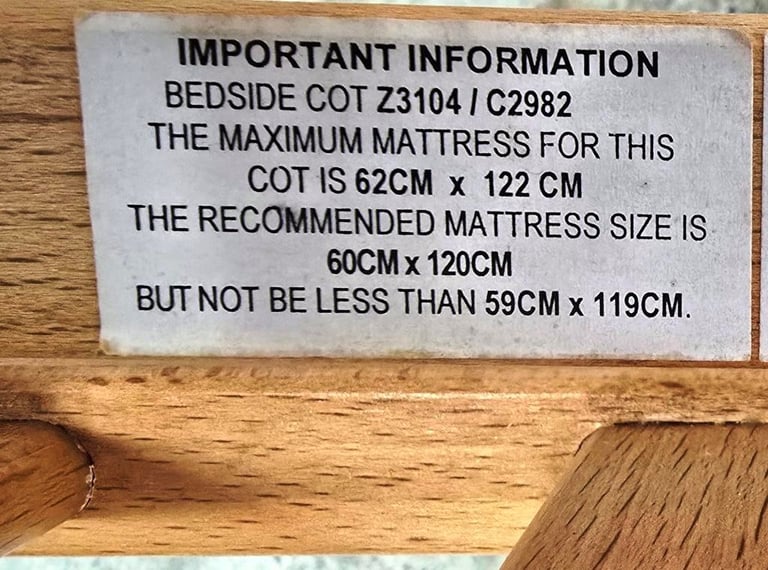 IMPORTANT INFORMATION
BEDSIDE COT Z3104 / C2982
THE MAXIMUM MATTRESS FOR THIS
COT IS 62CM x 122 CM
THE RECOMMENDED MATTRESS SIZE IS
60CM x 120CM
BUT NOT BE LESS THAN 59CM x 119CM.